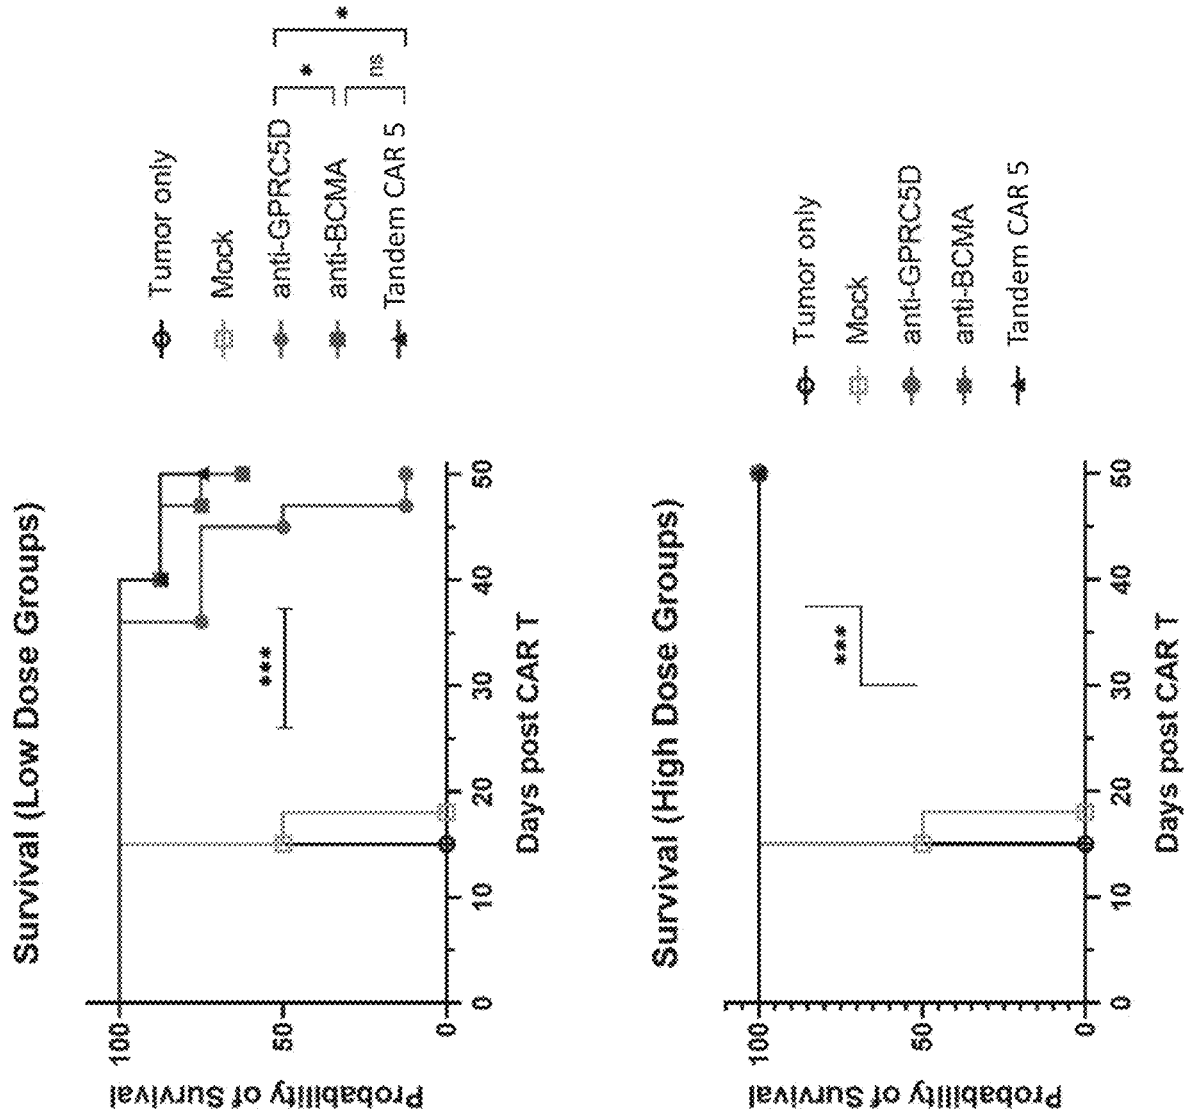 Survival (Low Dose Groups)
Probability of Survival
100
50
0
0
10
20
30
40
50
Days post CAR T
***
Tumor only
Mock
anti-GPRC5D
anti-BCMA
Tandem CAR 5
*
ns
*
Survival (High Dose Groups)
Probability of Survival
100
50
0
0
10
20
30
40
50
Days post CAR T
***
Tumor only
Mock
anti-GPRC5D
anti-BCMA
Tandem CAR 5